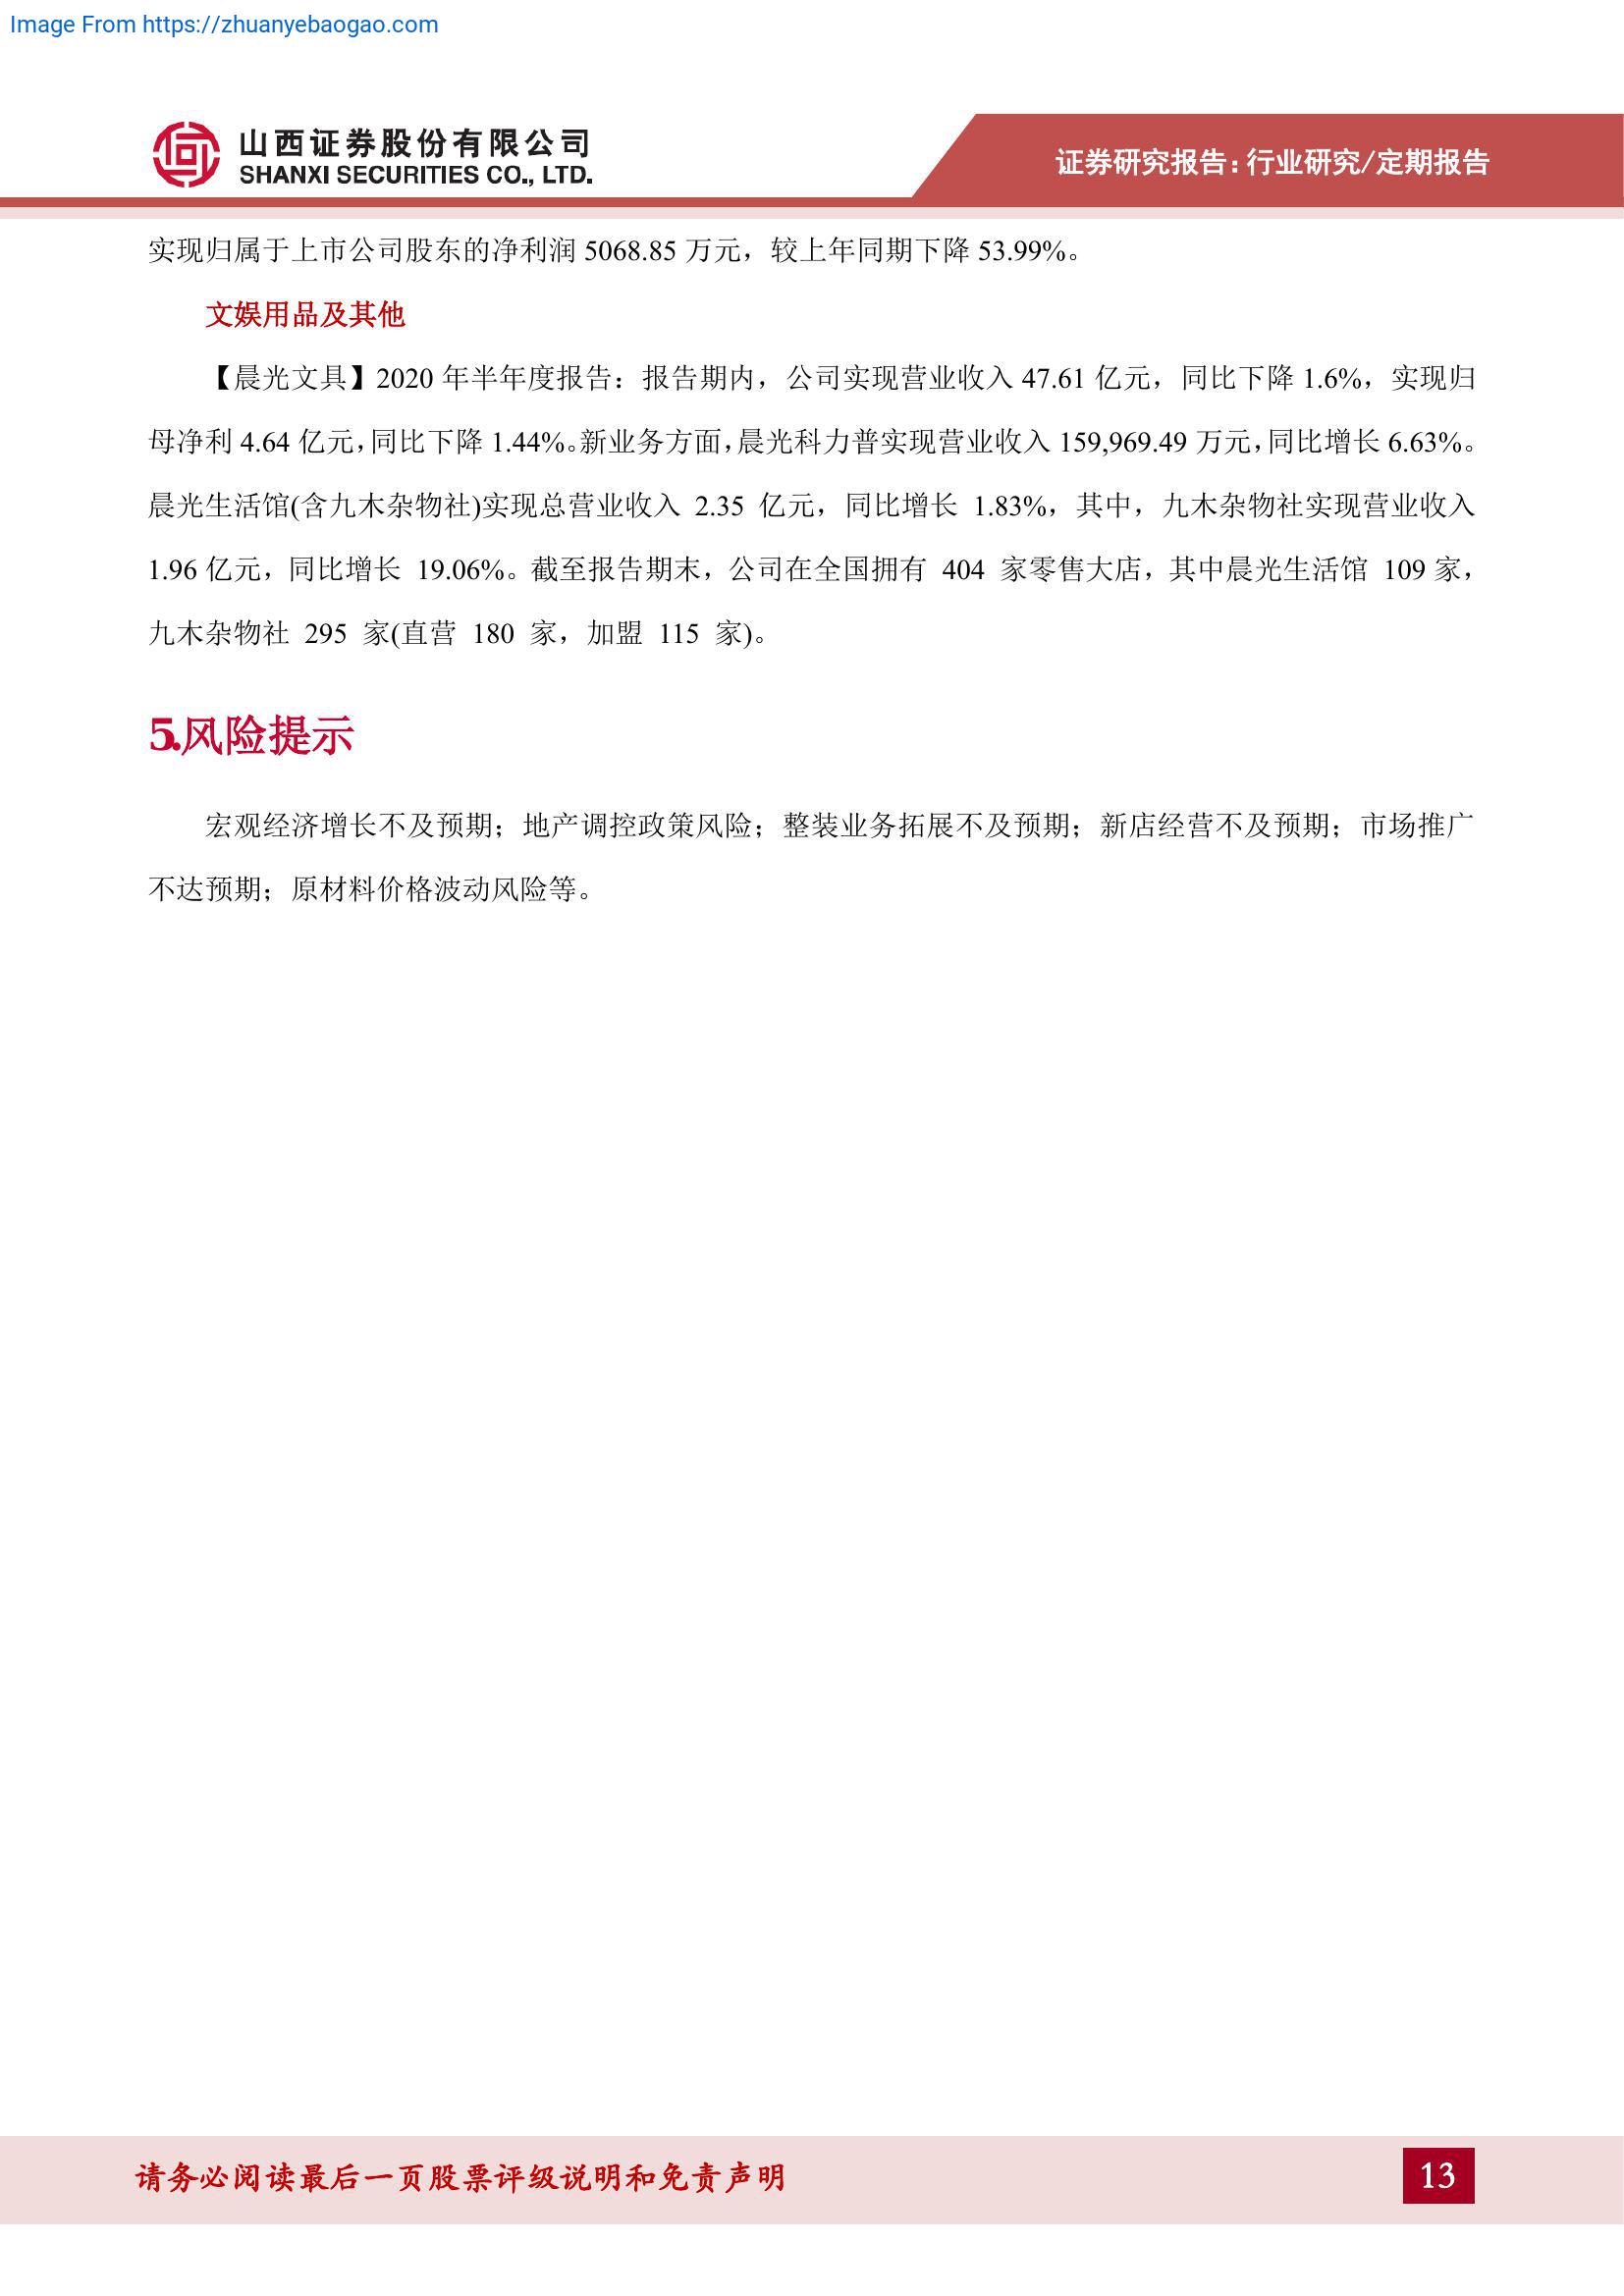 Image From https://zhuanyebaogao.com
山西证券股份有限公司
SHANXI SECURITIES CO., LTD.
证券研究报告：行业研究/定期报告
实现归属于上市公司股东的净利润 5068.85 万元，较上年同期下降 53.99%。
文娱用品及其他
【晨光文具】2020 年半年度报告：报告期内，公司实现营业收入 47.61 亿元，同比下降 1.6%，实现归
母净利 4.64 亿元，同比下降 1.44%。新业务方面，晨光科力普实现营业收入 159,969.49 万元，同比增长 6.63%。
晨光生活馆(含九木杂物社)实现总营业收入 2.35 亿元，同比增长 1.83%，其中，九木杂物社实现营业收入
1.96 亿元，同比增长 19.06%。截至报告期末，公司在全国拥有 404 家零售大店，其中晨光生活馆 109 家，
九木杂物社 295 家(直营 180 家，加盟 115 家)。
5.风险提示
宏观经济增长不及预期；地产调控政策风险；整装业务拓展不及预期；新店经营不及预期；市场推广
不达预期；原材料价格波动风险等。
请务必阅读最后一页股票评级说明和免责声明
13